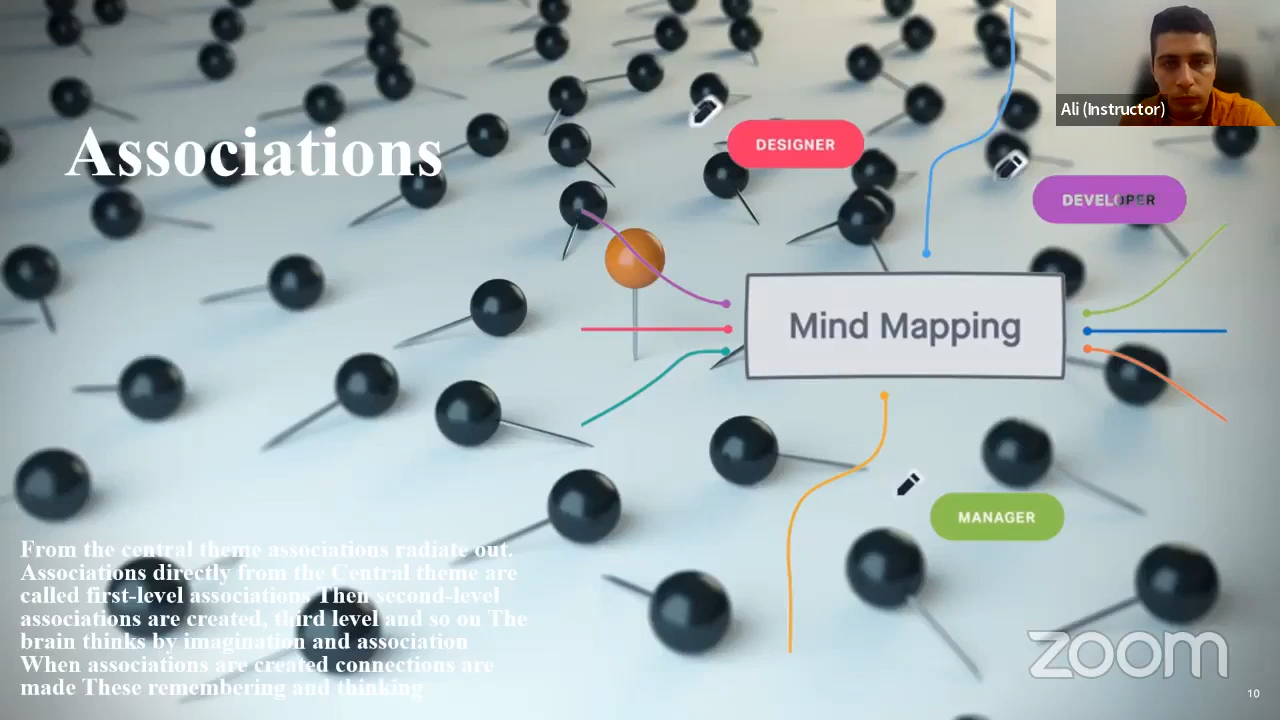 Ali (Instructor)
Associations
DESIGNER
DEVELOPER
Mind Mapping
MANAGER
From the central theme associations radiate out.
Associations directly from the Central theme are
called first-level associations Then second-level
associations are created, third level and so on The
brain thinks by imagination and association
When associations are created connections are
made These remembering and thinking
zoom
10